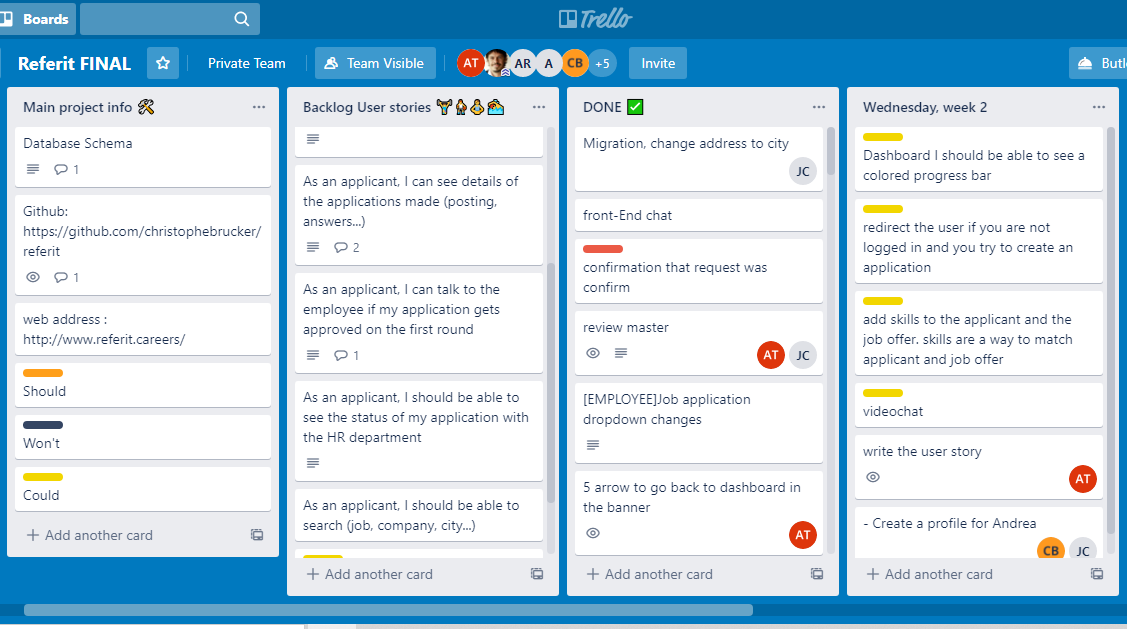 Boards
Trello
Referit FINAL
Private Team
Team Visible
AT
AR
A
CB
+5
Invite
Main project info
Database Schema
1
Github:
https://github.com/christophebrucker/
referit
1
web address :
http://www.referit.careers/
Should
Won't
Could
+ Add another card
Backlog User stories
As an applicant, I can see details of
the applications made (posting,
answers...)
2
As an applicant, I can talk to the
employee if my application gets
approved on the first round
1
As an applicant, I should be able to
see the status of my application with
the HR department
As an applicant, I should be able to
search (job, company, city...)
+ Add another card
DONE
Migration, change address to city
JC
front-End chat
confirmation that request was
confirm
review master
AT
JC
[EMPLOYEE]Job application
dropdown changes
5 arrow to go back to dashboard in
the banner
AT
+ Add another card
Wednesday, week 2
Dashboard I should be able to see a
colored progress bar
redirect the user if you are not
logged in and you try to create an
application
add skills to the applicant and the
job offer. skills are a way to match
applicant and job offer
videochat
write the user story
AT
- Create a profile for Andrea
CB
JC
+ Add another card